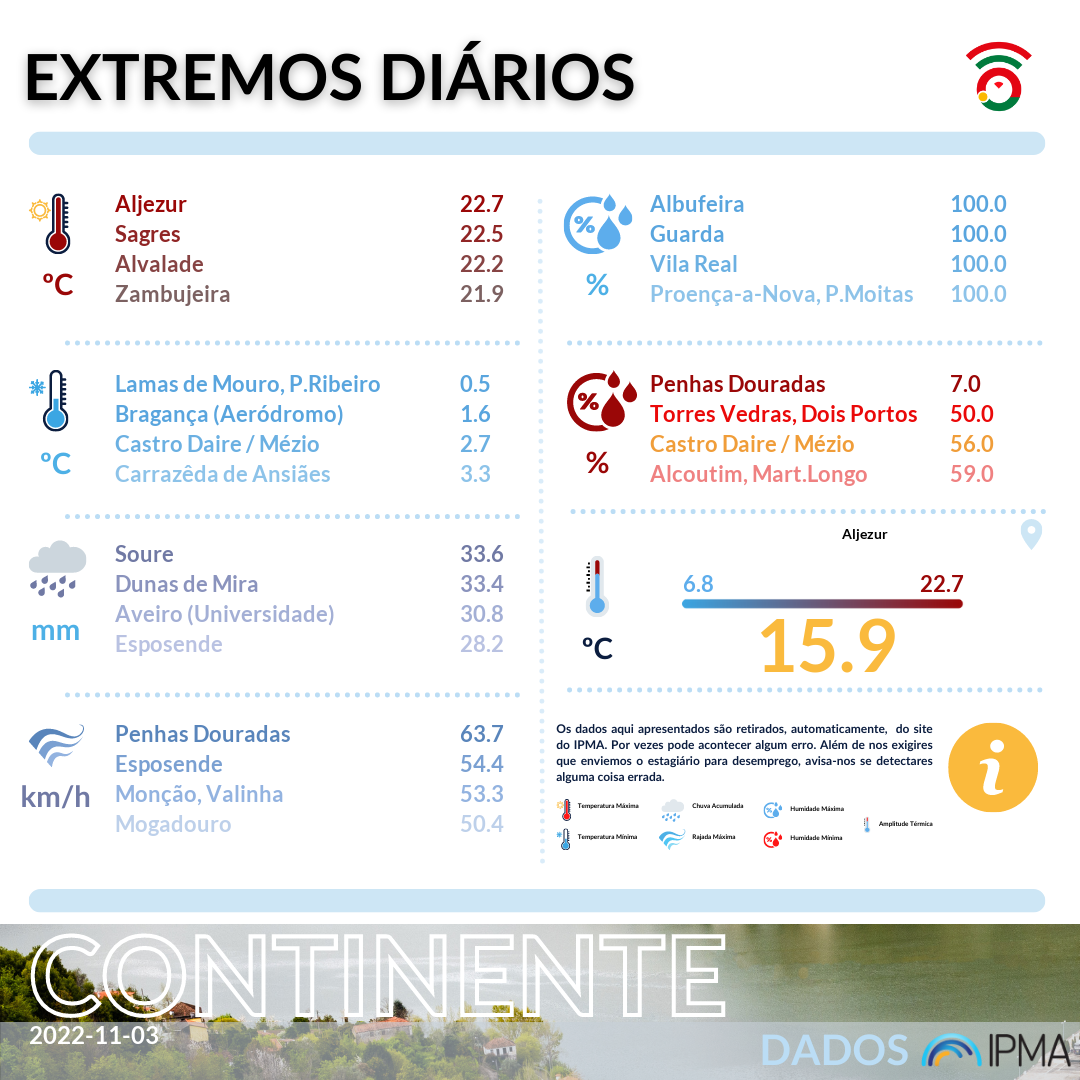 EXTREMOS DIÁRIOS
Aljezur 22.7
Sagres 22.5
Alvalade 22.2
Zambujeira 21.9
ºC
Lamas de Mouro, P.Ribeiro 0.5
Bragança (Aeródromo) 1.6
Castro Daire / Mézio 2.7
Carrazêda de Ansiães 3.3
ºC
Soure 33.6
Dunas de Mira 33.4
Aveiro (Universidade) 30.8
Esposende 28.2
mm
Penhas Douradas 63.7
Esposende 54.4
Monção, Valinha 53.3
Mogadouro 50.4
km/h
Albufeira 100.0
Guarda 100.0
Vila Real 100.0
Proença-a-Nova, P.Moitas 100.0
%
%
Penhas Douradas 7.0
Torres Vedras, Dois Portos 50.0
Castro Daire / Mézio 56.0
Alcoutim, Mart.Longo 59.0
%
%
Aljezur
6.8 22.7
ºC
15.9
Os dados aqui apresentados são retirados, automaticamente, do site
do IPMA. Por vezes pode acontecer algum erro. Além de nos exigires
que enviemos o estagiário para desemprego, avisa-nos se detectares
alguma coisa errada.
i
Temperatura Máxima Chuva Acumulada Humidade Máxima
Amplitude Térmica
Temperatura Mínima Rajada Máxima Humidade Mínima
CONTINENTE
2022-11-03
DADOS IPMA